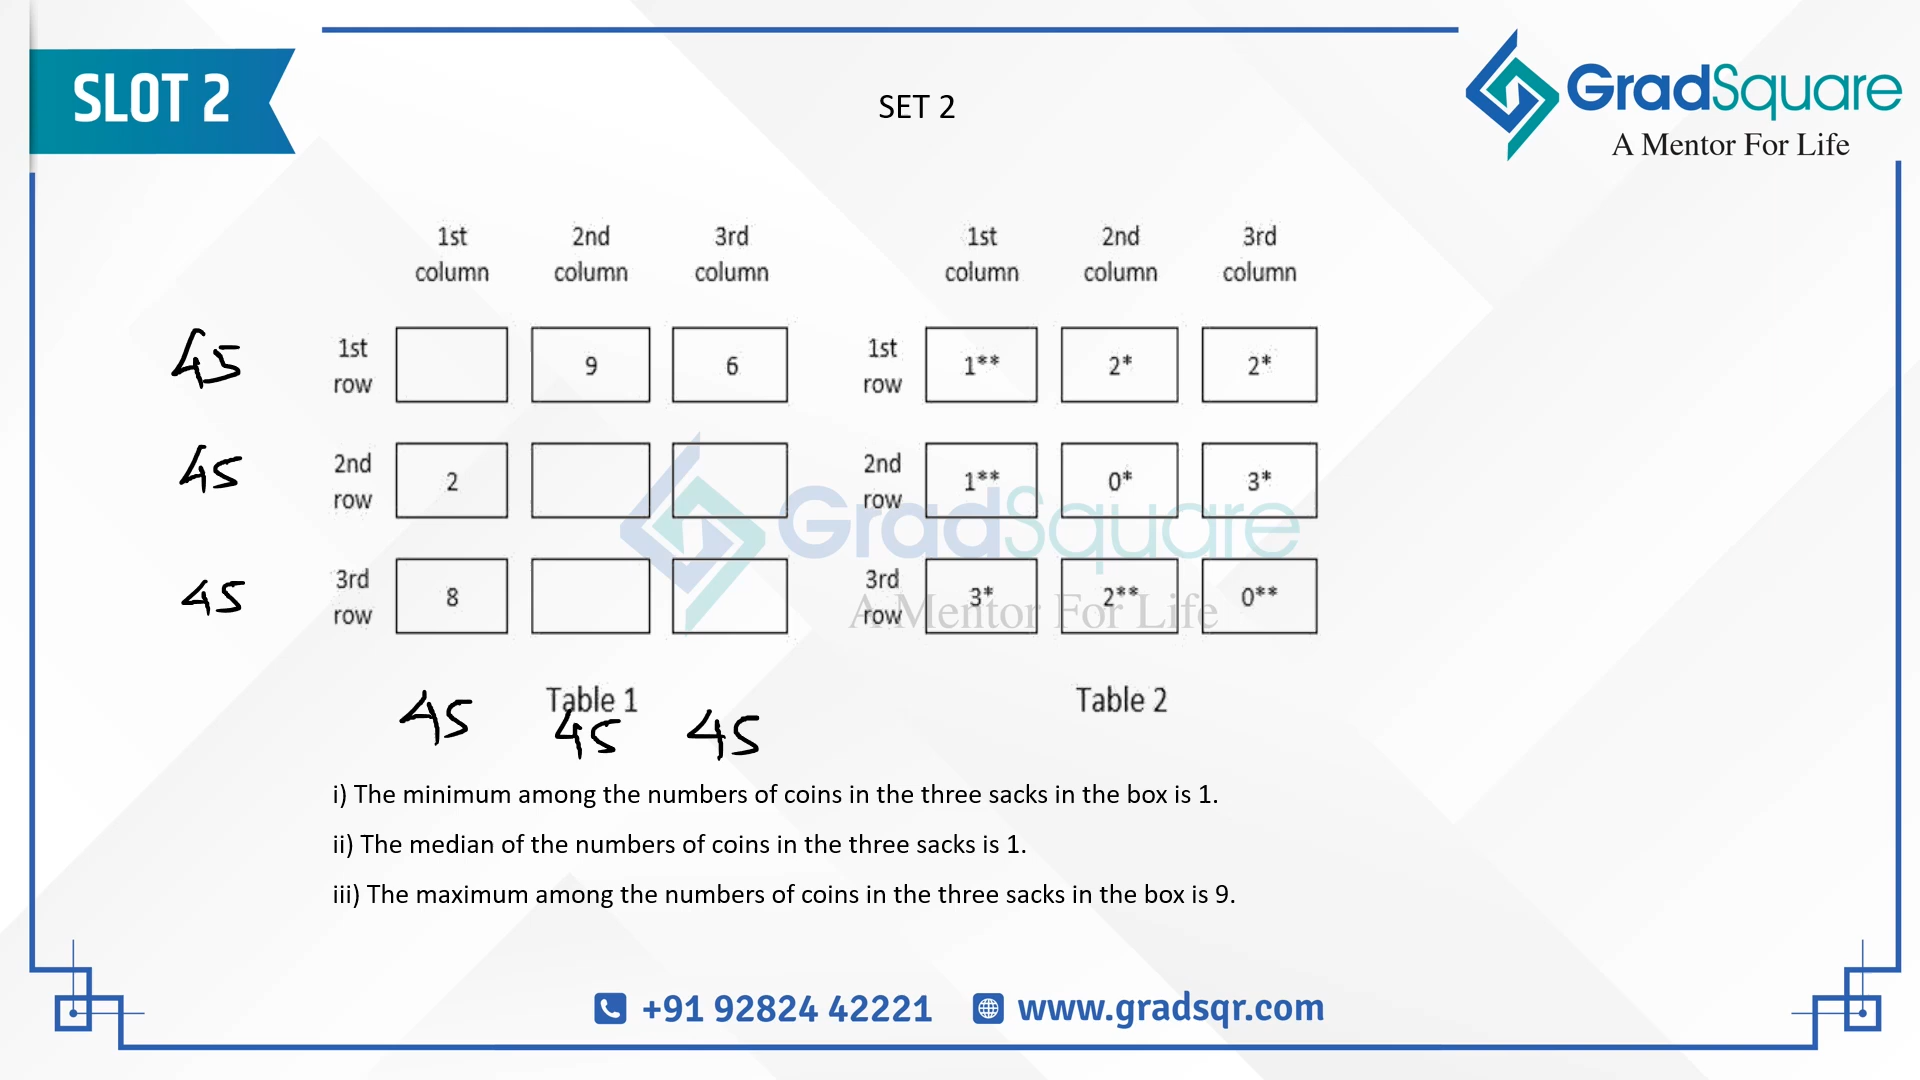 SLOT 2
SET 2
GradSquare
A Mentor For Life
1st column 2nd column 3rd column
45 1st row 9 6
45 2nd row 2
45 3rd row 8
Table 1
45 45 45
1st column 2nd column 3rd column
1st row 1** 2* 2*
2nd row 1** 0* 3*
3rd row 3* 2** 0**
Table 2
GradSquare
A Mentor For Life
i) The minimum among the numbers of coins in the three sacks in the box is 1.
ii) The median of the numbers of coins in the three sacks is 1.
iii) The maximum among the numbers of coins in the three sacks in the box is 9.
+91 92824 42221 www.gradsqr.com